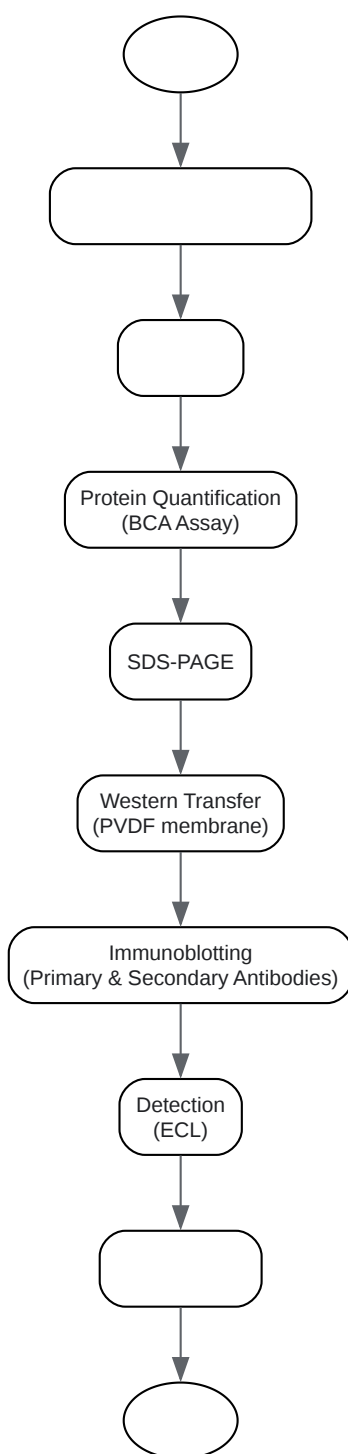 Protein Quantification
(BCA Assay)
SDS-PAGE
Western Transfer
(PVDF membrane)
Immunoblotting
(Primary & Secondary Antibodies)
Detection
(ECL)